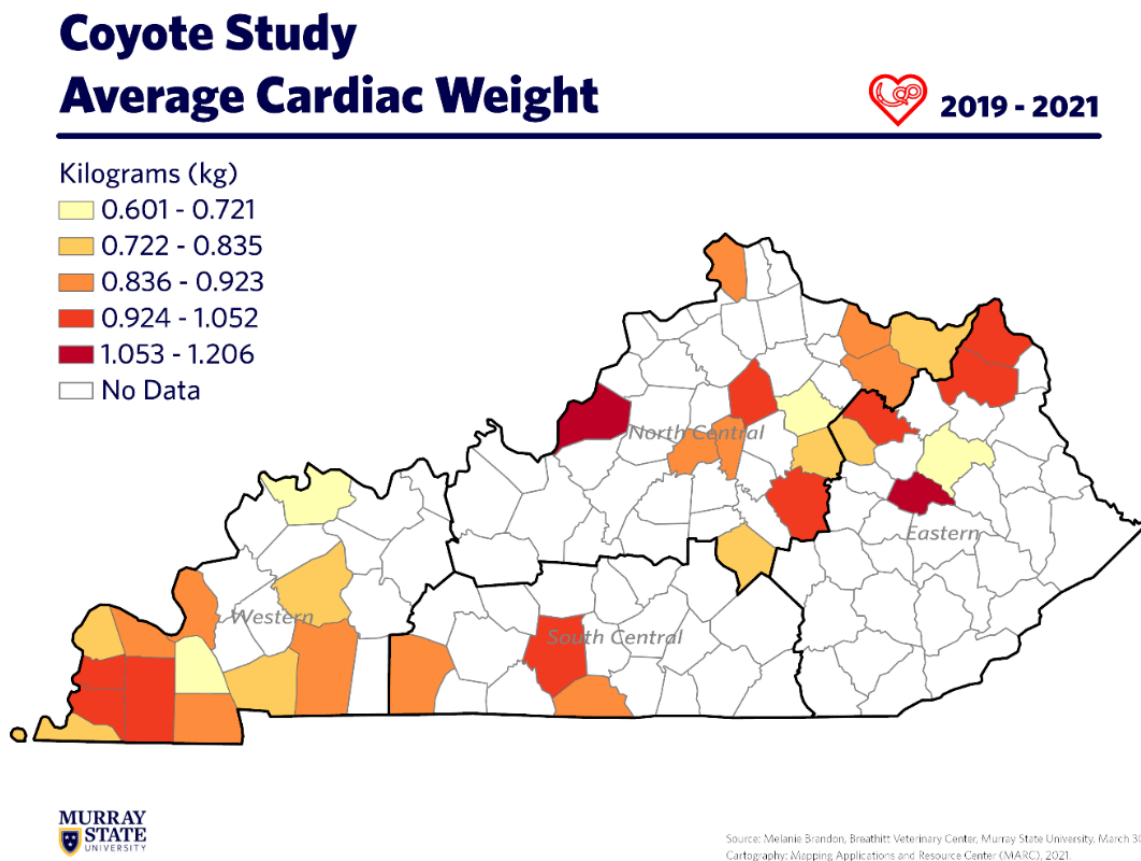 Coyote Study
Average Cardiac Weight
2019 - 2021
Kilograms (kg)
0.601 - 0.721
0.722 - 0.835
0.836 - 0.923
0.924 - 1.052
1.053 - 1.206
No Data
North Central
Eastern
Western
South Central
MURRAY
STATE
UNIVERSITY
Source: Melanie Brandon, Breathitt Veterinary Center, Murray State University, March 30
Cartography: Mapping Applications and Resource Center (MARC), 2021.